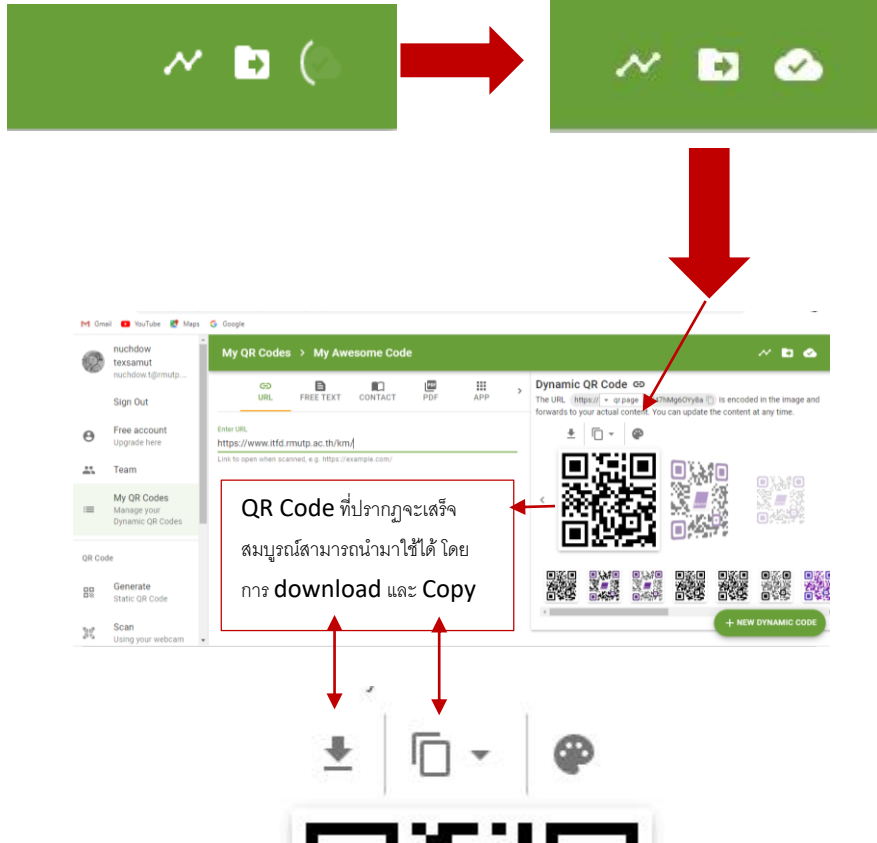 Gmail YouTube Maps Google
nuchdow
texsamut
nuchdow.t@rmutp...
Sign Out
Free account
Upgrade here
Team
My QR Codes
Manage your
Dynamic QR Codes
QR Code
Generate
Static QR Code
Scan
Using your webcam
My QR Codes > My Awesome Code
URL FREE TEXT CONTACT PDF APP
Enter URL
https://www.itfd.rmutp.ac.th/km/
Link to open when scanned, e.g. https://example.com/
QR Code ที่ปรากฏจะเสร็จ
สมบูรณ์สามารถนำมาใช้ได้ โดย
การ download และ Copy
Dynamic QR Code
The URL https:// qr.page is encoded in the image and
forwards to your actual content. You can update the content at any time.
+ NEW DYNAMIC CODE